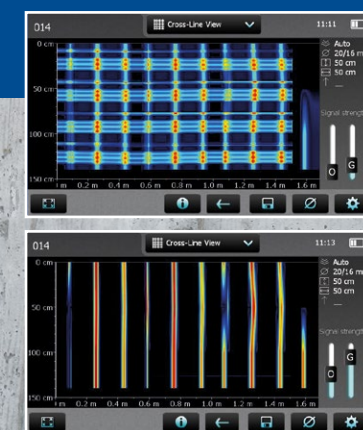 014 Cross-Line View 11:11
0 cm
50 cm
100 cm
150 cm
m 0.2 m 0.4 m 0.6 m 0.8 m 1.0 m 1.2 m 1.4 m 1.6 m
Auto
20/16 m
50 cm
50 cm
Signal strength
O G
014 Cross-Line View 11:13
0 cm
50 cm
100 cm
150 cm
m 0.2 m 0.4 m 0.6 m 0.8 m 1.0 m 1.2 m 1.4 m 1.6 m
Auto
20/16 m
50 cm
50 cm
Signal strength
O G